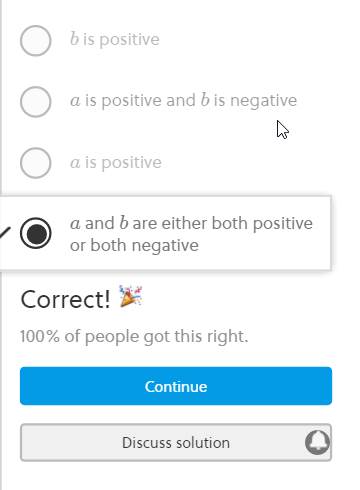 b is positive
a is positive and b is negative
a is positive
a and b are either both positive
or both negative
Correct! 🎉
100% of people got this right.
Continue
Discuss solution